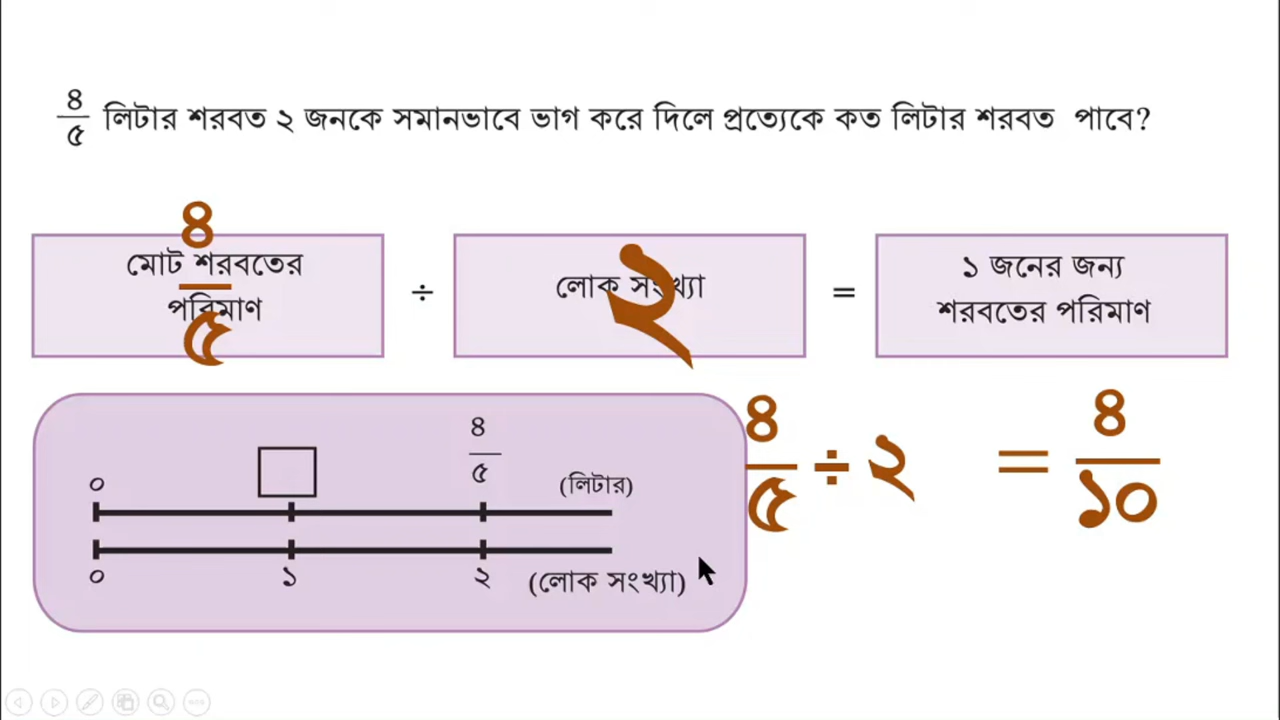 ৪/৫ লিটার শরবত ২ জনকে সমানভাবে ভাগ করে দিলে প্রত্যেকে কত লিটার শরবত পাবে?
৪/৫
মোট শরবতের
পরিমাণ
÷
লোক সংখ্যা
২
=
১ জনের জন্য
শরবতের পরিমাণ
৪/৫ ÷ ২ = ৪/১০
০ ৪/৫ (লিটার)
০ ১ ২ (লোক সংখ্যা)